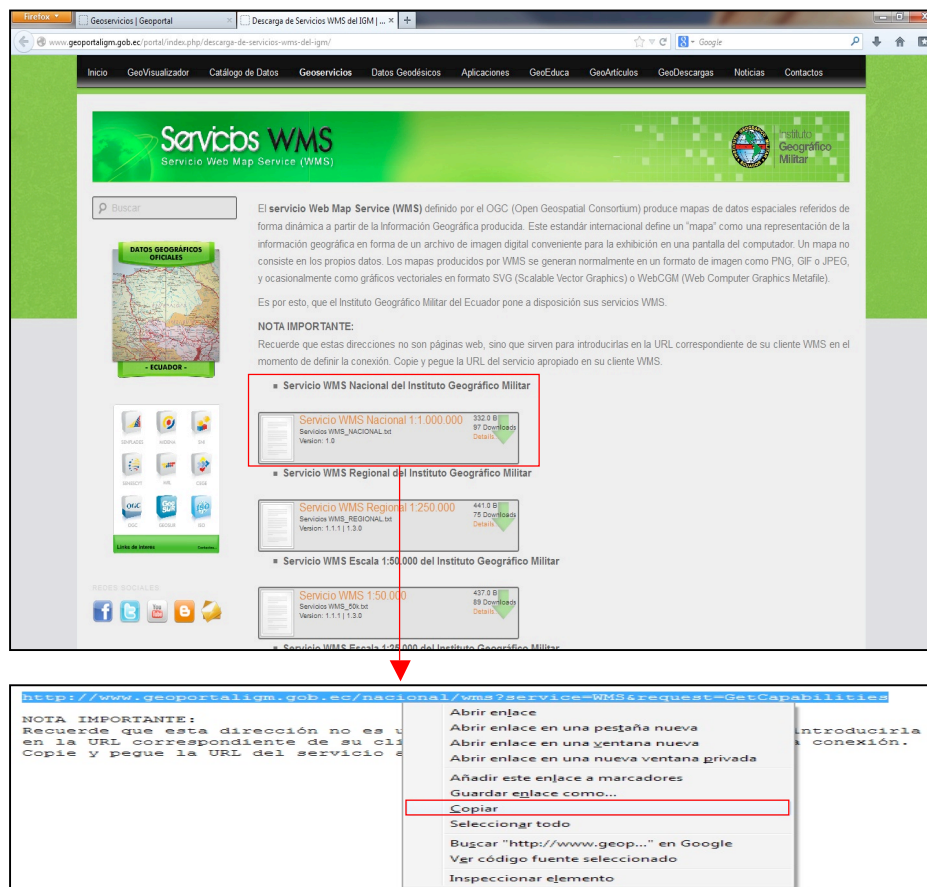 Firefox
Geoservicios | Geoportal
Descarga de Servicios WMS del IGM | ...
www.geoportaligm.gob.ec/portal/index.php/descarga-de-servicios-wms-del-igm/
Google
Inicio GeoVisualizador Catálogo de Datos Geoservicios Datos Geodésicos Aplicaciones GeoEduca GeoArtículos GeoDescargas Noticias Contactos
Servicios WMS
Servicio Web Map Service (WMS)
Instituto
Geográfico
Militar
Buscar
El servicio Web Map Service (WMS) definido por el OGC (Open Geospatial Consortium) produce mapas de datos espaciales referidos de
forma dinámica a partir de la Información Geográfica producida. Este estandár internacional define un "mapa" como una representación de la
información geográfica en forma de un archivo de imagen digital conveniente para la exhibición en una pantalla del computador. Un mapa no
consiste en los propios datos. Los mapas producidos por WMS se generan normalmente en un formato de imagen como PNG, GIF o JPEG,
y ocasionalmente como gráficos vectoriales en formato SVG (Scalable Vector Graphics) o WebCGM (Web Computer Graphics Metafile).
Es por esto, que el Instituto Geográfico Militar del Ecuador pone a disposición sus servicios WMS.
NOTA IMPORTANTE:
Recuerde que estas direcciones no son páginas web, sino que sirven para introducirlas en la URL correspondiente de su cliente WMS en el
momento de definir la conexión. Copie y pegue la URL del servicio apropiado en su cliente WMS.
DATOS GEOGRÁFICOS
OFICIALES
- ECUADOR -
Servicio WMS Nacional del Instituto Geográfico Militar
Servicio WMS Nacional 1:1.000.000
Servicios WMS_NACIONAL.txt
Version: 1.0
332.0 B
97 Downloads
Details
Servicio WMS Regional del Instituto Geográfico Militar
Servicio WMS Regional 1:250.000
Servicios WMS_REGIONAL.txt
Version: 1.1.1 | 1.3.0
441.0 B
75 Downloads
Details
Servicio WMS Escala 1:50.000 del Instituto Geográfico Militar
Servicio WMS 1:50.000
Servicios WMS_50k.txt
Version: 1.1.1 | 1.3.0
437.0 B
89 Downloads
Details
Servicio WMS Escala 1:25.000 del Instituto Geográfico Militar
OGC
Geo
SUR
ISO
OGC GEOSUR ISO
Links de Interés
REDES SOCIALES
You
http://www.geoportaligm.gob.ec/nacional/wms?service=WMS&request=GetCapabilities
NOTA IMPORTANTE:
Recuerde que esta dirección no es u
introducirla
en la URL correspondiente de su cli
conexión.
Copie y pegue la URL del servicio a
Abrir enlace
Abrir enlace en una pestaña nueva
Abrir enlace en una ventana nueva
Abrir enlace en una nueva ventana privada
Añadir este enlace a marcadores
Guardar enlace como...
Copiar
Seleccionar todo
Buscar "http://www.geop..." en Google
Ver código fuente seleccionado
Inspeccionar elemento